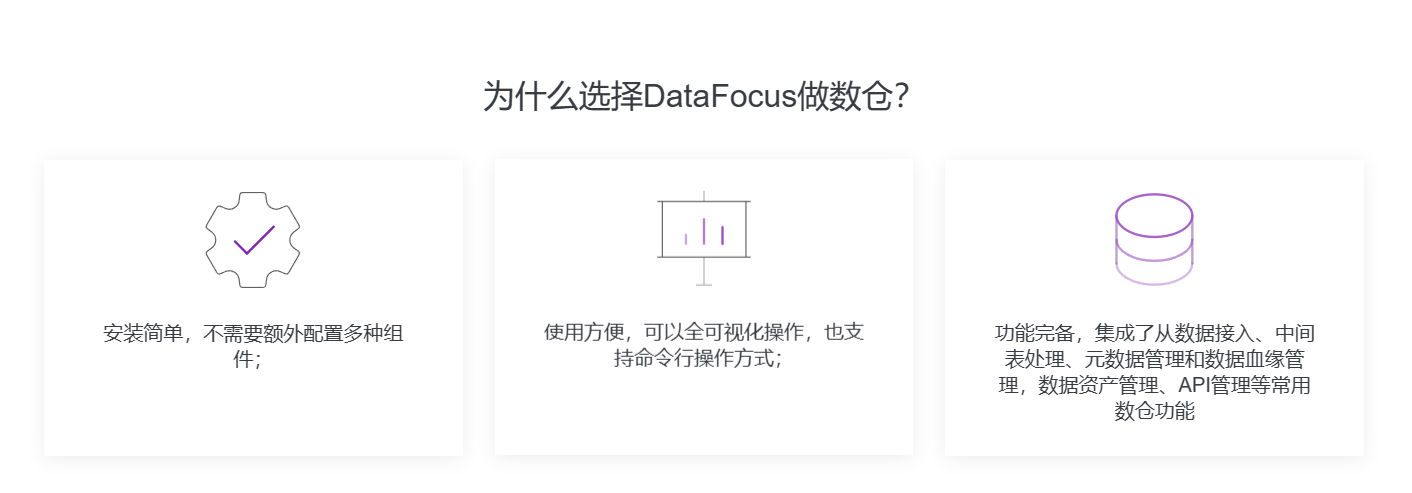 为什么选择DataFocus做数仓？
安装简单，不需要额外配置多种组
件；
使用方便，可以全可视化操作，也支
持命令行操作方式；
功能完备，集成了从数据接入、中间
表处理、元数据管理和数据血缘管
理，数据资产管理、API管理等常用
数仓功能